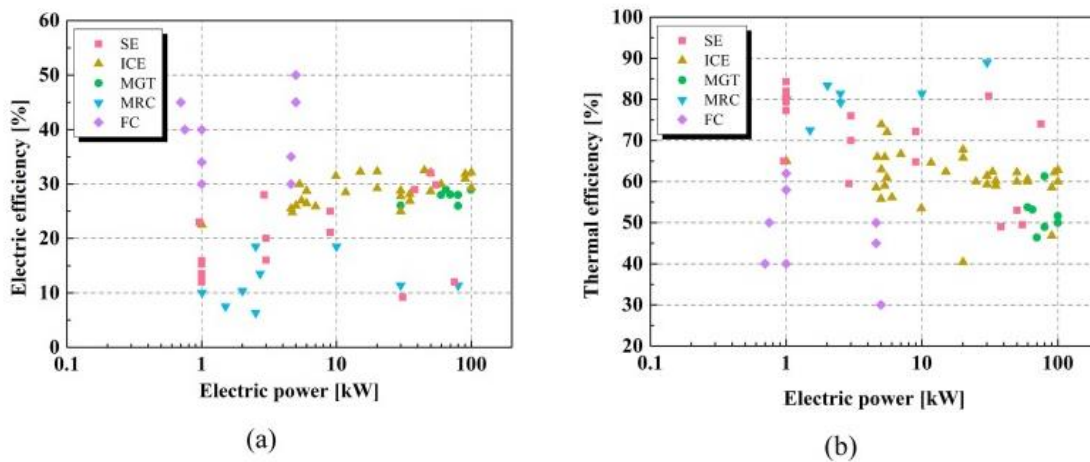 60
50
40
30
20
10
0
Electric efficiency [%]
SE
ICE
MGT
MRC
FC
0.1
1
10
100
Electric power [kW]
(a)
100
90
80
70
60
50
40
30
20
Thermal efficiency [%]
SE
ICE
MGT
MRC
FC
0.1
1
10
100
Electric power [kW]
(b)